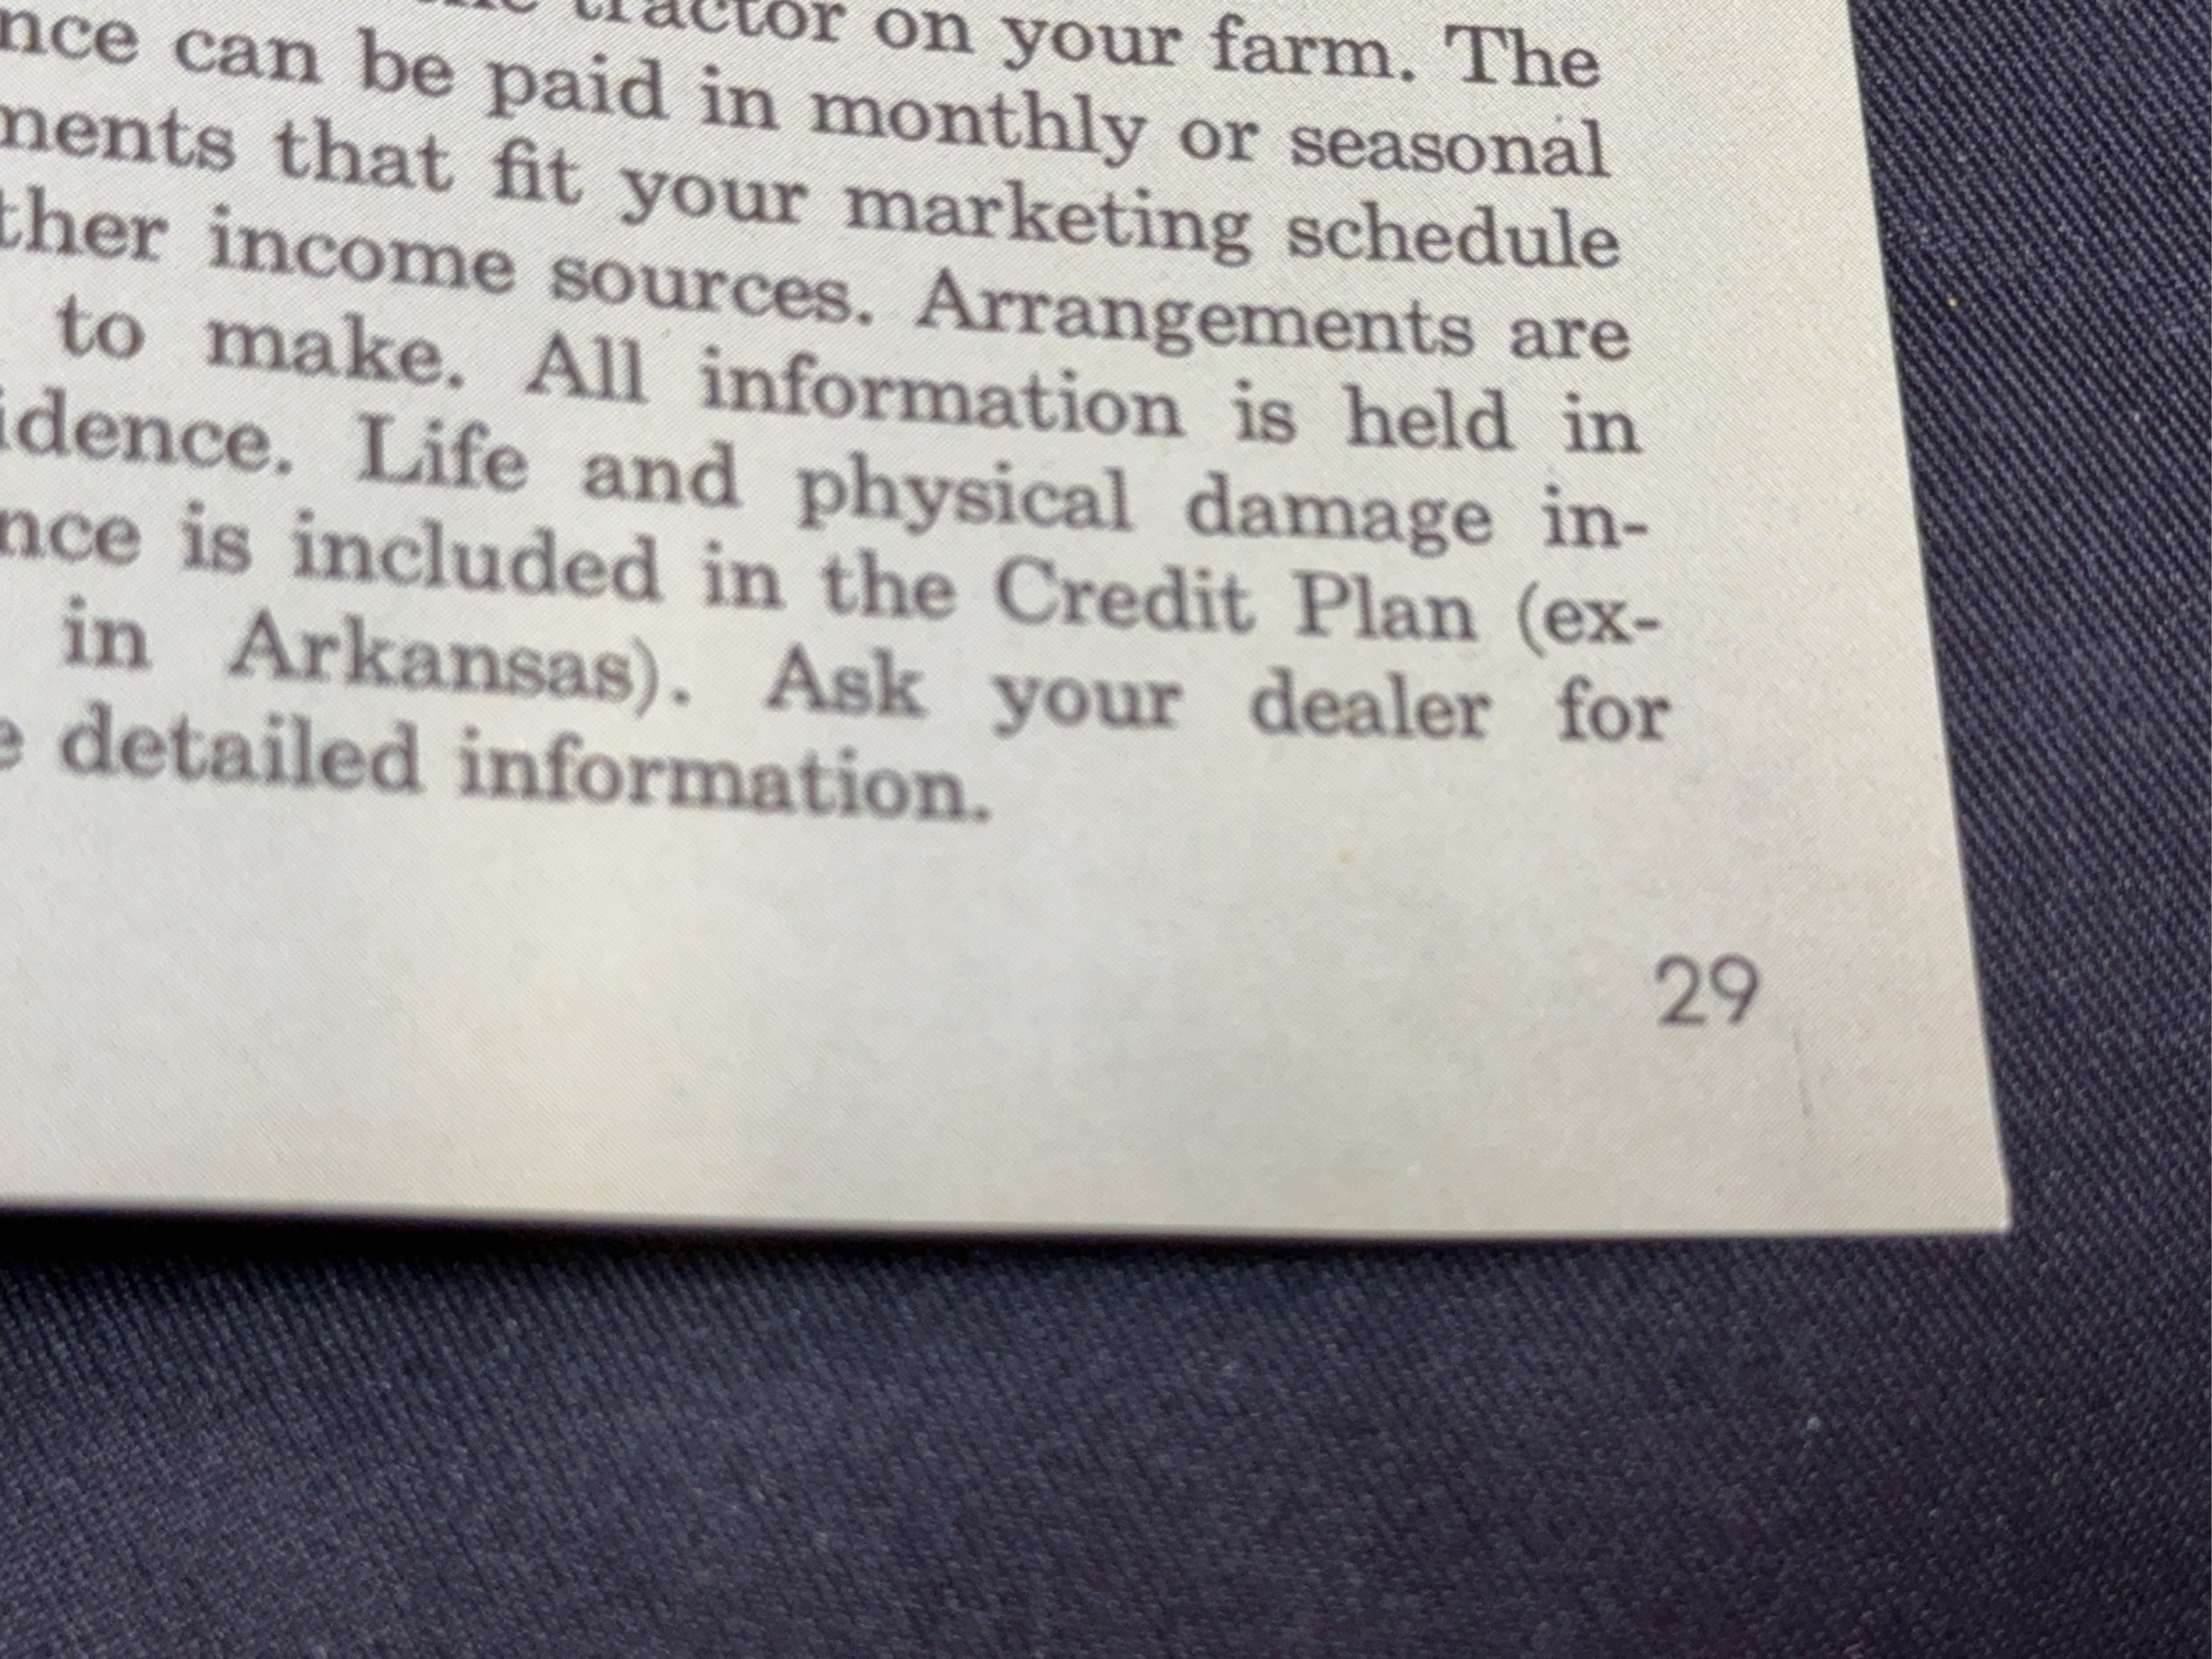 tractor on your farm. The
nce can be paid in monthly or seasonal
ments that fit your marketing schedule
ther income sources. Arrangements are
to make. All information is held in
idence. Life and physical damage in-
nce is included in the Credit Plan (ex-
in Arkansas). Ask your dealer for
e detailed information.
29